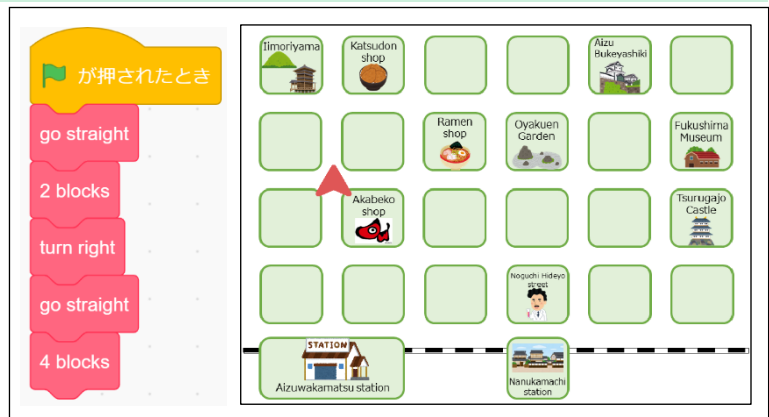 が押されたとき
go straight
2 blocks
turn right
go straight
4 blocks
Iimoriyama
Katsudon
shop
Aizu
Bukeyashiki
Ramen
shop
Oyakuen
Garden
Fukushima
Museum
Akabeko
shop
Tsurugajo
Castle
Noguchi Hideyo
street
STATION
Aizuwakamatsu station
Nanukamachi
station